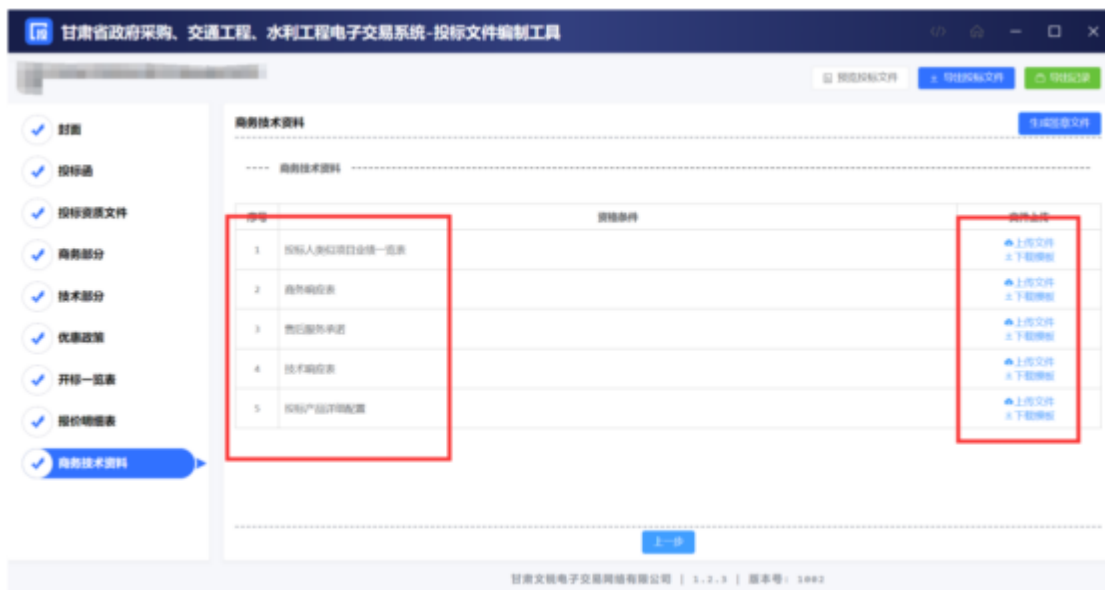 甘肃省政府采购、交通工程、水利工程电子交易系统-投标文件编制工具
预览投标文件 导出投标文件 导出记录
封面
投标函
投标资质文件
商务部分
技术部分
优惠政策
开标一览表
报价明细表
商务技术资料
商务技术资料 生成签章文件
商务技术资料
序号 资格条件 文件上传
1 投标人类似项目业绩一览表 上传文件
下载模板
2 商务响应表 上传文件
下载模板
3 售后服务承诺 上传文件
下载模板
4 技术响应表 上传文件
下载模板
5 投标产品详细配置 上传文件
下载模板
上一步
甘肃文锐电子交易网络有限公司 | 1.2.3 | 版本号: 1002